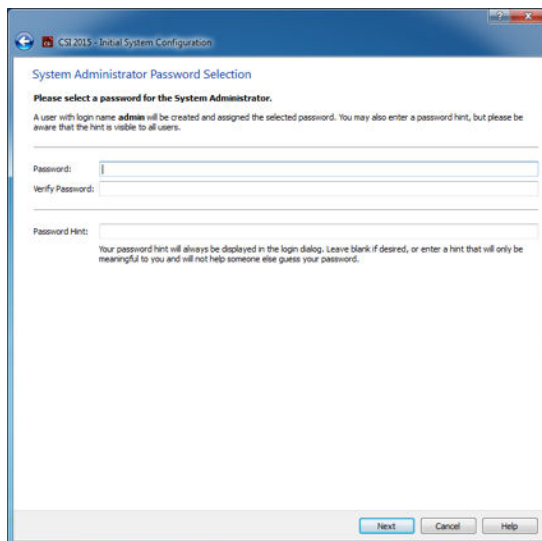 CSI 2015 - Initial System Configuration
System Administrator Password Selection
Please select a password for the System Administrator.
A user with login name admin will be created and assigned the selected password. You may also enter a password hint, but please be
aware that the hint is visible to all users.
Password:
Verify Password:
Password Hint:
Your password hint will always be displayed in the login dialog. Leave blank if desired, or enter a hint that will only be
meaningful to you and will not help someone else guess your password.
Next Cancel Help